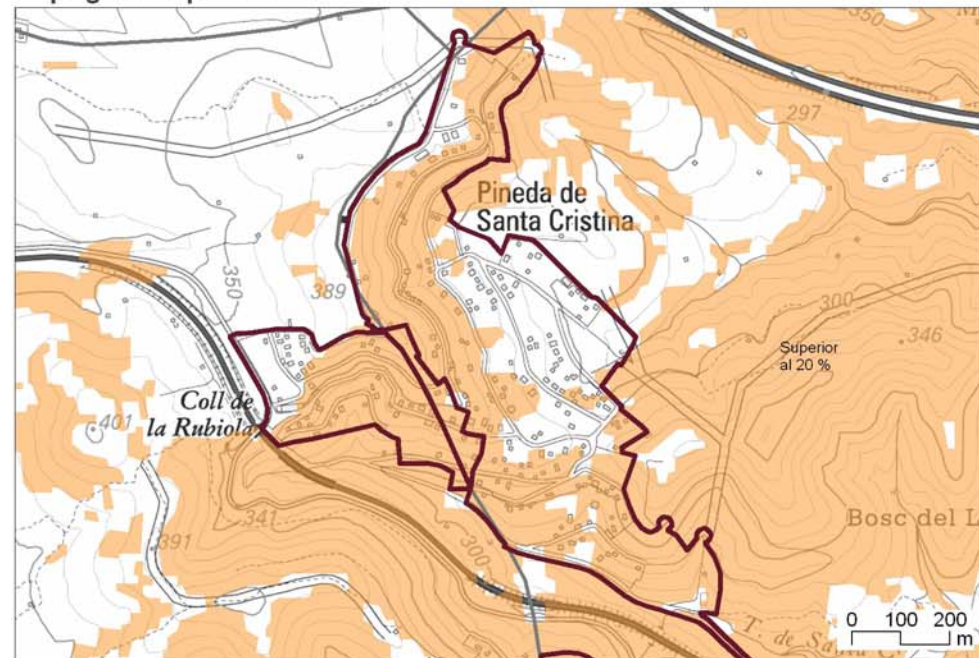 350
297
Pineda de
Santa Cristina
350
389
300
346
Superior
al 20 %
Coll de
la Rubiola
401
341
391
300
Bosc del
T. de
0 100 200
m